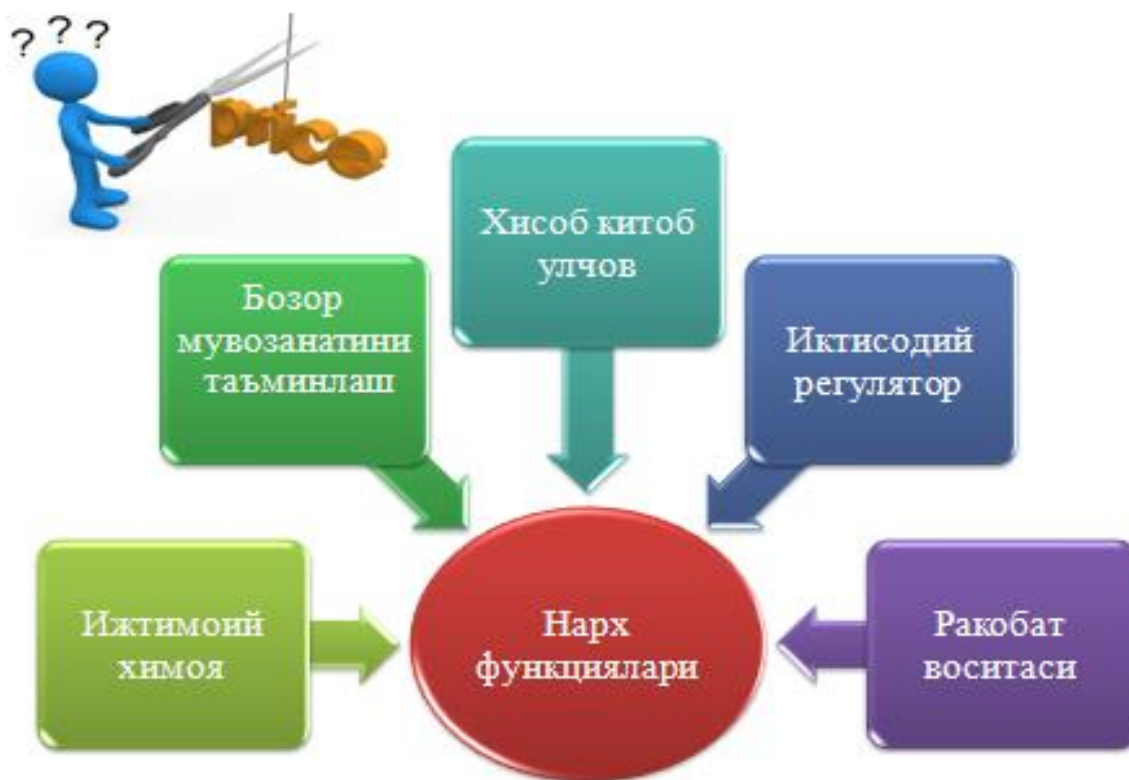 ? ? ?
Price
Хисоб китоб
улчов
Бозор
мувозанатини
таъминлаш
Иктисодий
регулятор
Ижтимоий
химоя
Нарх
функциялари
Ракобат
воситаси